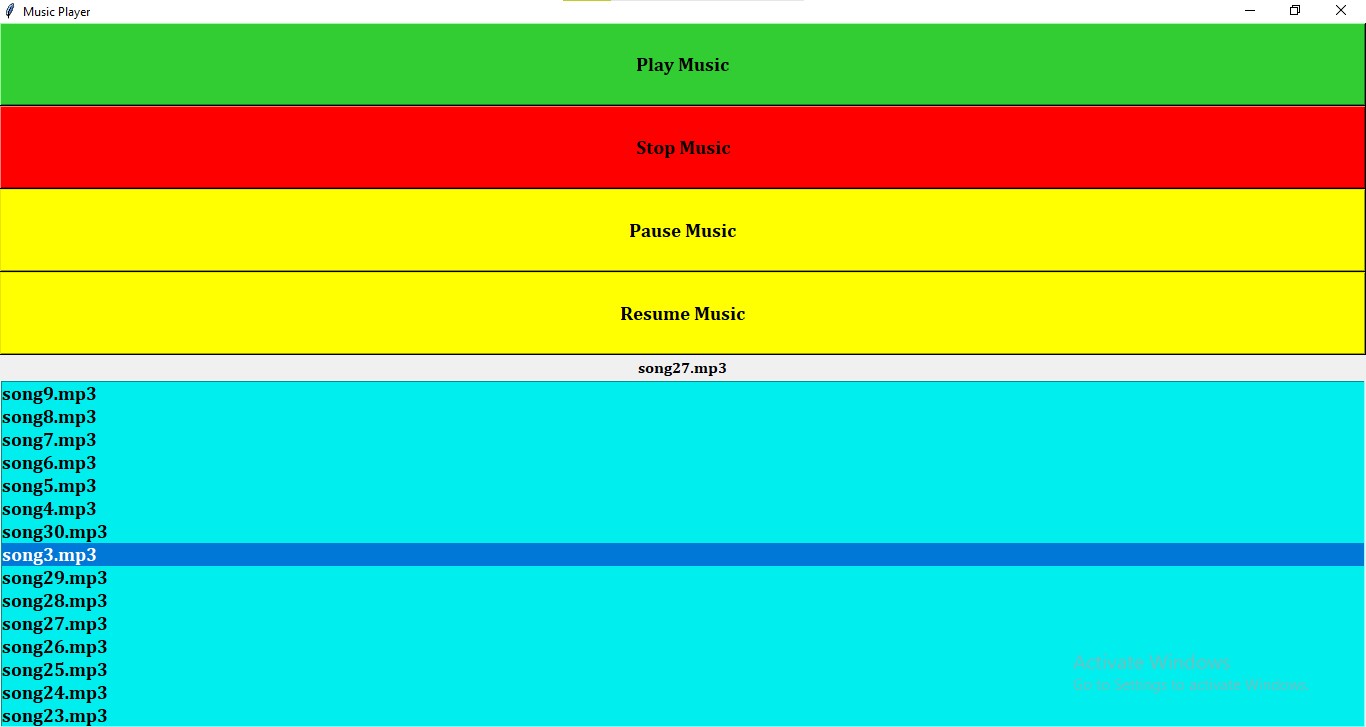 Music Player
Play Music
Stop Music
Pause Music
Resume Music
song27.mp3
song9.mp3
song8.mp3
song7.mp3
song6.mp3
song5.mp3
song4.mp3
song30.mp3
song3.mp3
song29.mp3
song28.mp3
song27.mp3
song26.mp3
song25.mp3
song24.mp3
song23.mp3
Activate Windows
Go to Settings to activate Windows.